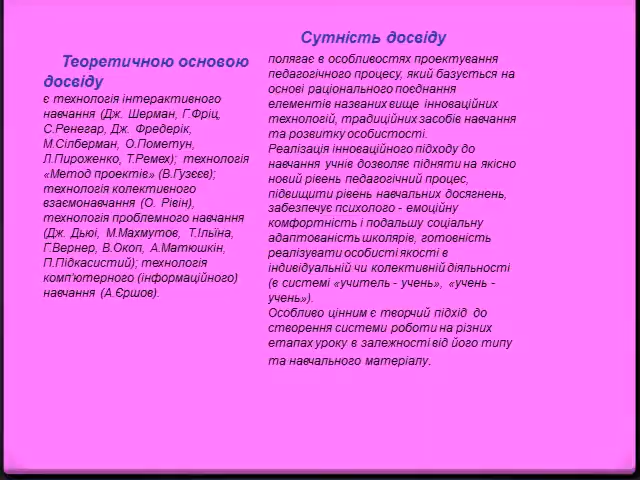 Теоретичною основою
досвіду
є технологія інтерактивного
навчання (Дж. Шерман, Г.Фріц,
С.Ренегар, Дж. Фредерік,
М.Сілберман, О.Пометун,
Л.Пироженко, Т.Ремех); технологія
«Метод проектів» (В.Гузєєв);
технологія колективного
взаємонавчання (О. Рівін),
технологія проблемного навчання
(Дж. Дьюі, М.Махмутов, Т.Ільїна,
Г.Вернер, В.Окоп, А.Матюшкін,
П.Підкасистий); технологія
комп'ютерного (інформаційного)
навчання (А.Єршов).
Сутність досвіду
полягає в особливостях проектування
педагогічного процесу, який базується на
основі раціонального поєднання
елементів названих вище інноваційних
технологій, традиційних засобів навчання
та розвитку особистості.
Реалізація інноваційного підходу до
навчання учнів дозволяє підняти на якісно
новий рівень педагогічний процес,
підвищити рівень навчальних досягнень,
забезпечує психолого - емоційну
комфортність і подальшу соціальну
адаптованість школярів, готовність
реалізувати особисті якості в
індивідуальній чи колективній діяльності
(в системі «учитель - учень», «учень -
учень»).
Особливо цінним є творчий підхід до
створення системи роботи на різних
етапах уроку в залежності від його типу
та навчального матеріалу.